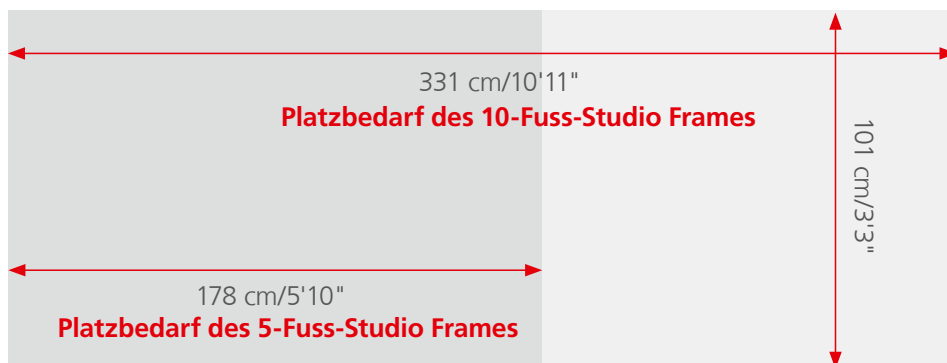 331 cm/10'11"
Platzbedarf des 10-Fuss-Studio Frames
101 cm/3'3"
178 cm/5'10"
Platzbedarf des 5-Fuss-Studio Frames